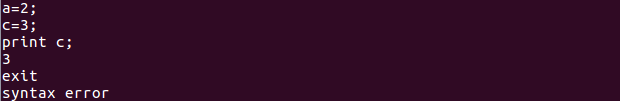 a=2;
c=3;
print c;
3
exit
syntax error